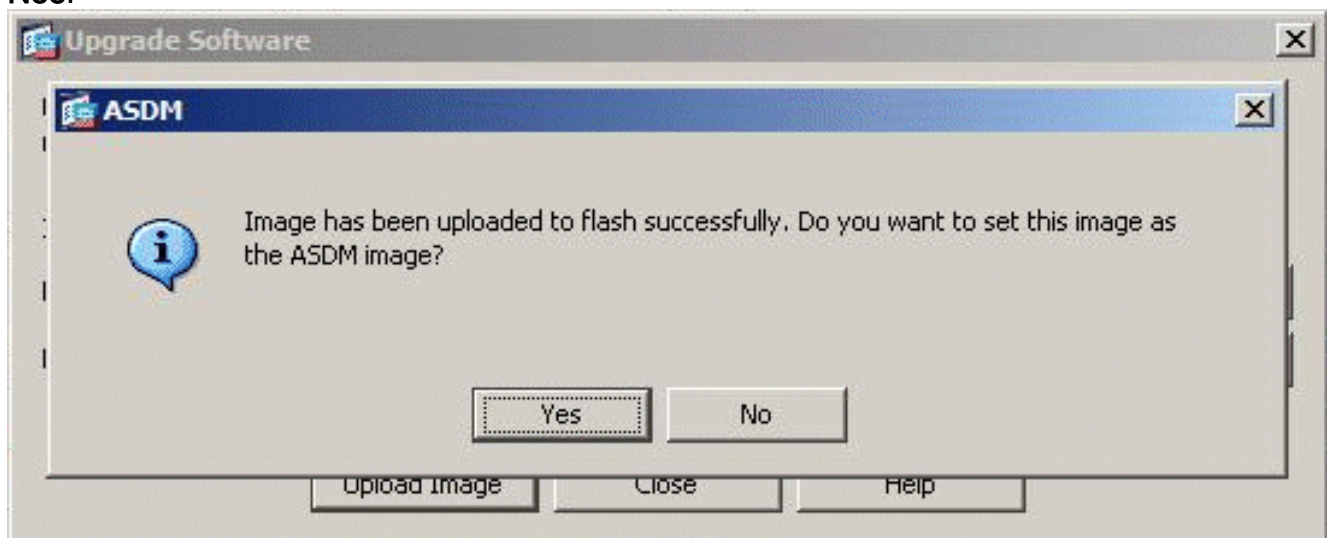 Upgrade Software
ASDM
Image has been uploaded to flash successfully. Do you want to set this image as
the ASDM image?
Yes
No
Upload Image
Close
Help